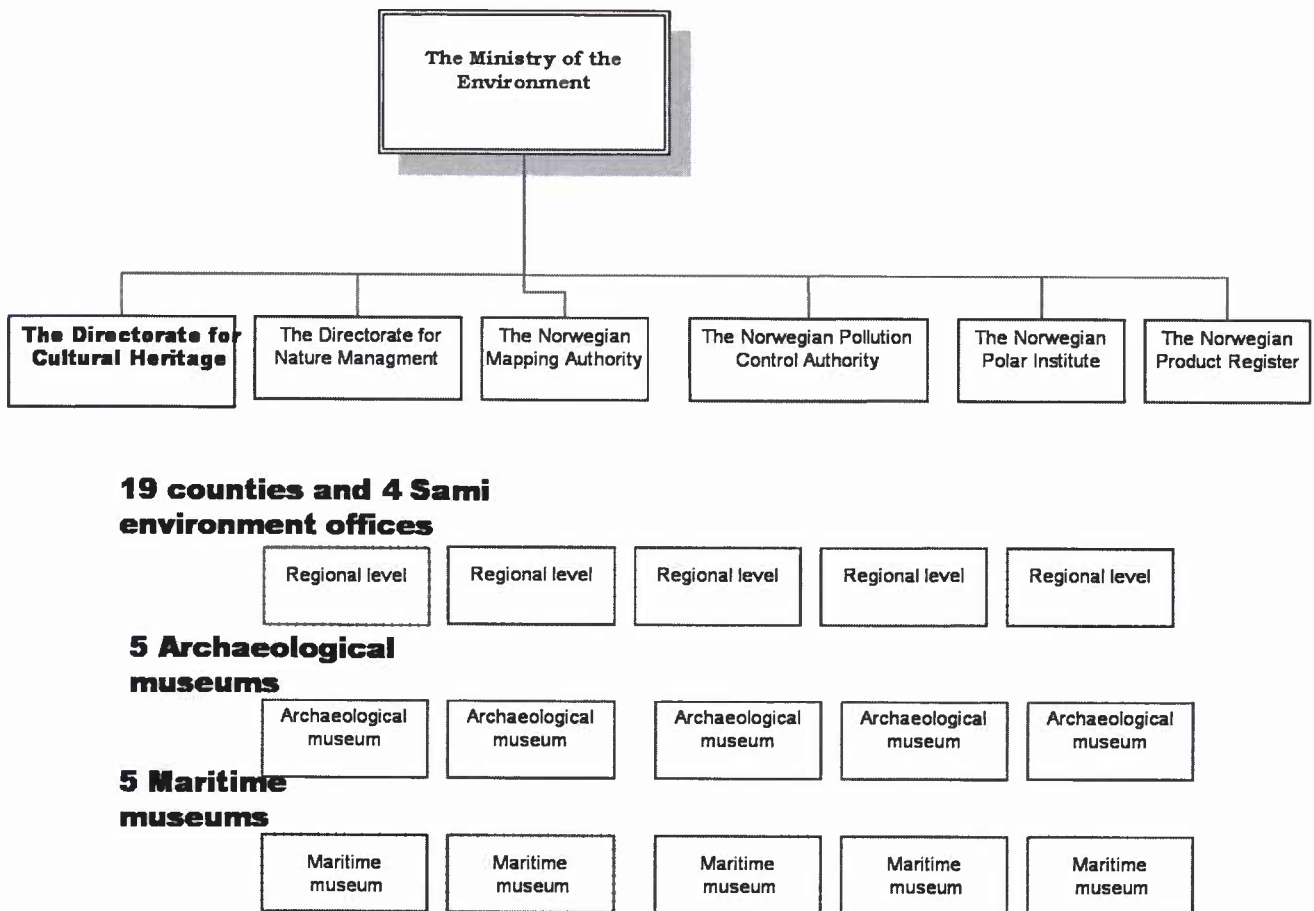 The Ministry of the
Environment
The Directorate for
Cultural Heritage
The Directorate for
Nature Managment
The Norwegian
Mapping Authority
The Norwegian Pollution
Control Authority
The Norwegian
Polar Institute
The Norwegian
Product Register
19 counties and 4 Sami
environment offices
Regional level
Regional level
Regional level
Regional level
Regional level
5 Archaeological
museums
Archaeological
museum
Archaeological
museum
Archaeological
museum
Archaeological
museum
Archaeological
museum
5 Maritime
museums
Maritime
museum
Maritime
museum
Maritime
museum
Maritime
museum
Maritime
museum